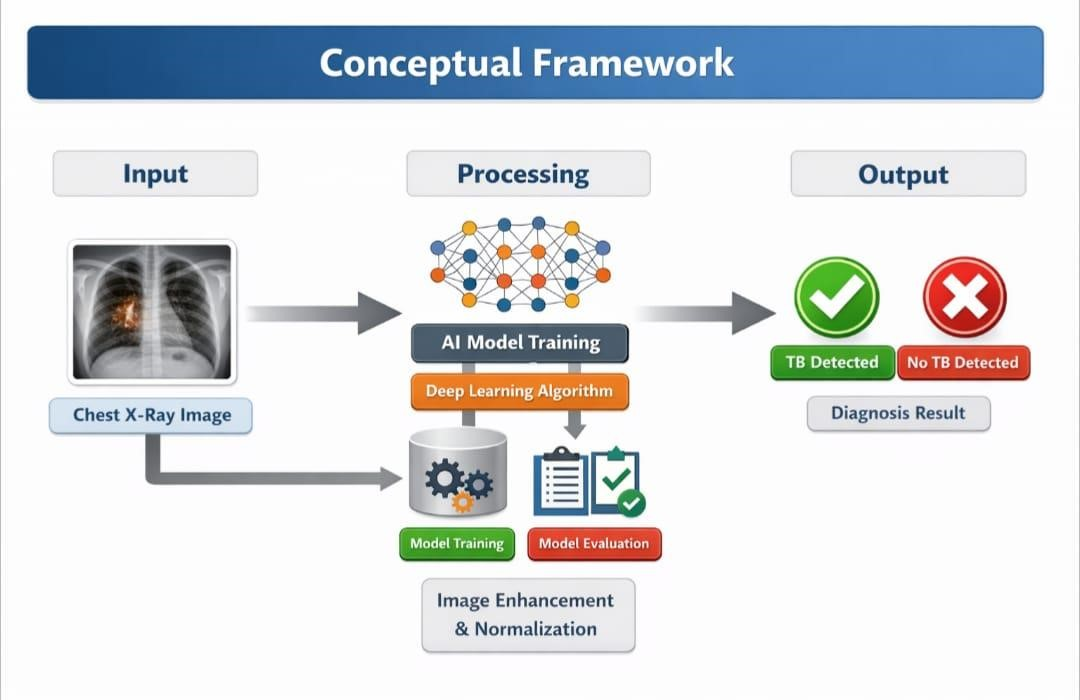 Conceptual Framework
Input
Processing
Output
AI Model Training
Deep Learning Algorithm
TB Detected
No TB Detected
Chest X-Ray Image
Diagnosis Result
Model Training
Model Evaluation
Image Enhancement
& Normalization